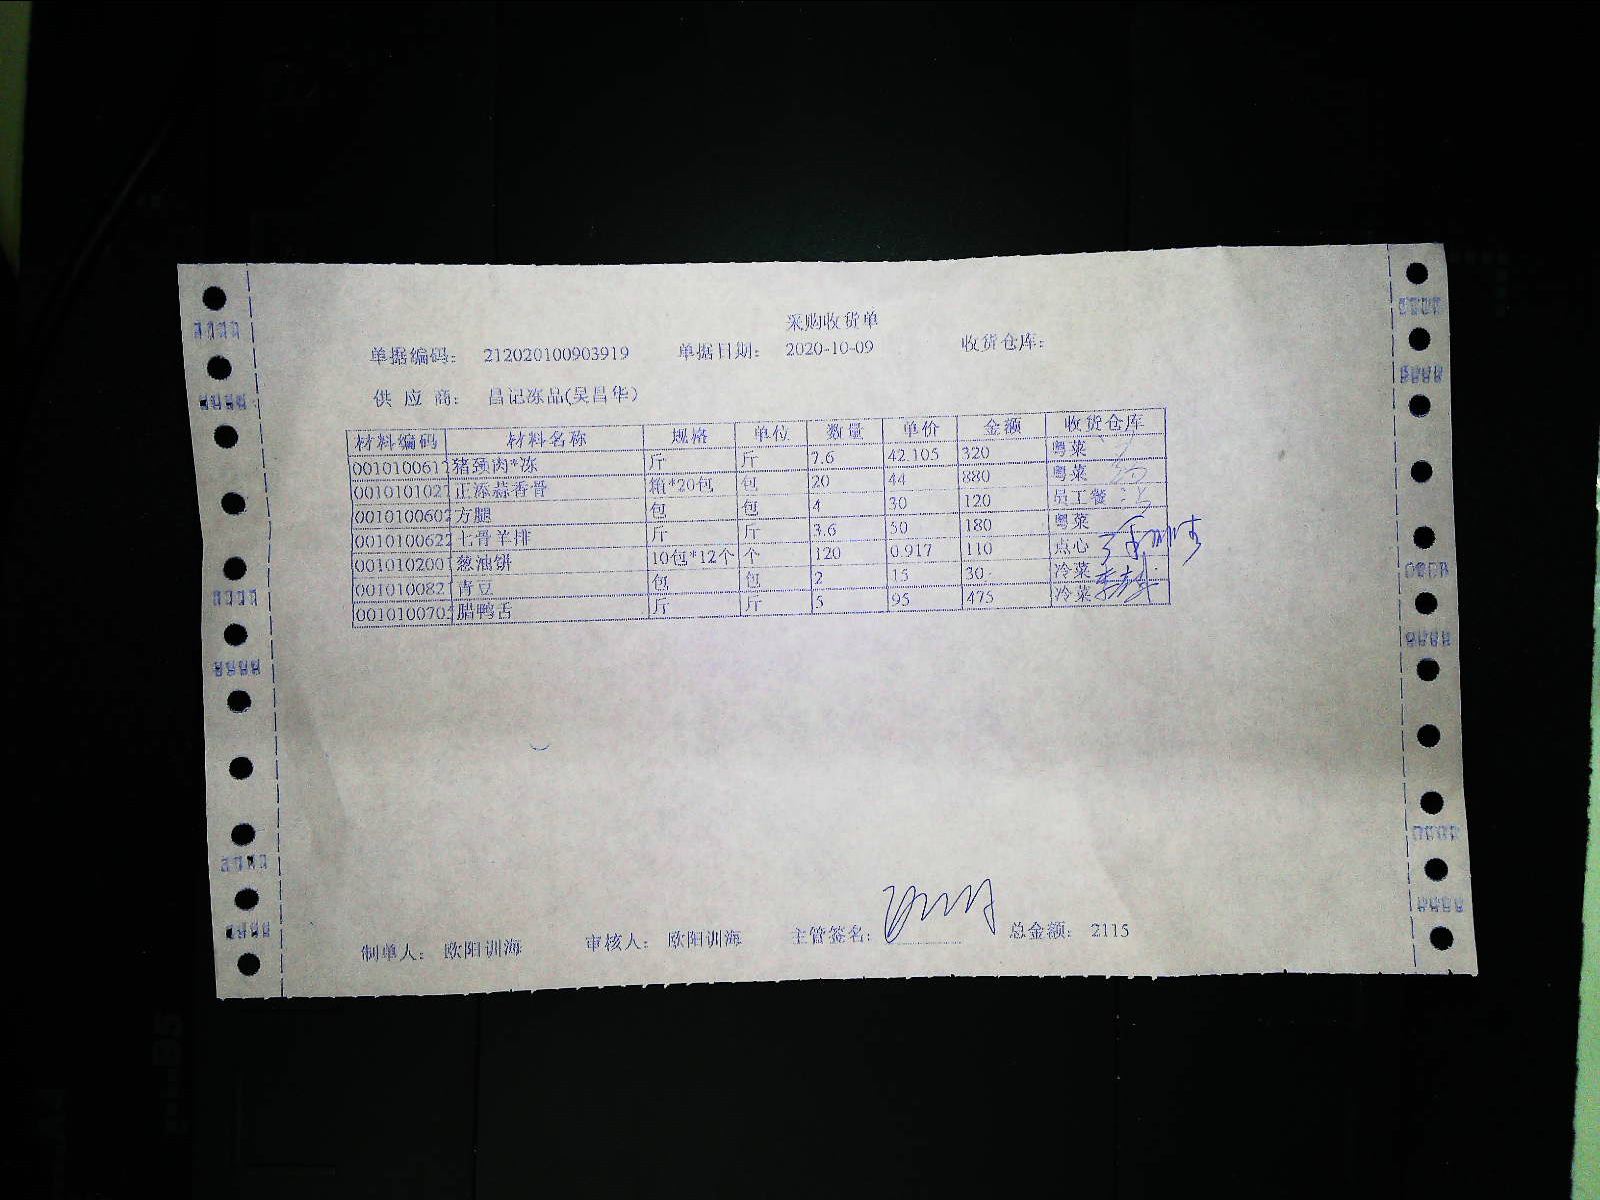 采购收货单
单据编码: 212020100903919 单据日期: 2020-10-09 收货仓库:
供 应 商: 昌记冻品(吴昌华)
材料编码 材料名称 规格 单位 数量 单价 金额 收货仓库
0010100617 猪颈肉*冻 斤 斤 7.6 42.105 320 粤菜
001010102 正添蒜香骨 箱*20包 包 20 44 880 粤菜
001010060 方腿 包 包 4 30 120 员工餐
0010100622 七骨羊排 斤 斤 3.6 50 180 粤菜
001010200 葱油饼 10包*12个 个 120 0.917 110 点心
001010082 青豆 包 包 2 15 30 冷菜
001010070 腊鸭舌 斤 斤 5 95 475 冷菜
制单人: 欧阳训海 审核人: 欧阳训海 主管签名: 总金额: 2115